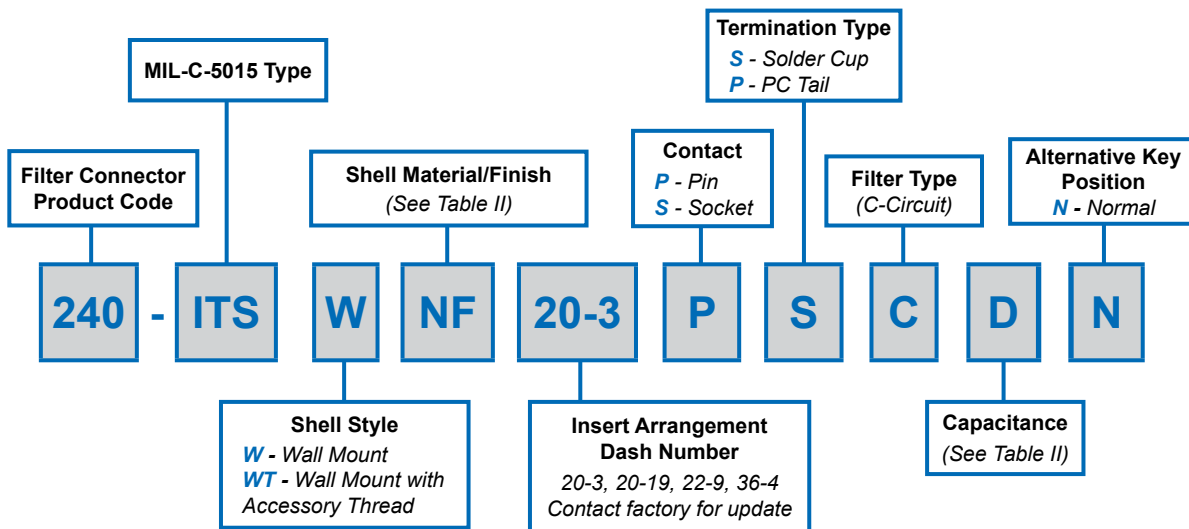 Termination Type
S - Solder Cup
P - PC Tail
MIL-C-5015 Type
Filter Connector
Product Code
Shell Material/Finish
(See Table II)
Contact
P - Pin
S - Socket
Filter Type
(C-Circuit)
Alternative Key
Position
N - Normal
240 - ITS W NF 20-3 P S C D N
Shell Style
W - Wall Mount
WT - Wall Mount with
Accessory Thread
Insert Arrangement
Dash Number
20-3, 20-19, 22-9, 36-4
Contact factory for update
Capacitance
(See Table II)